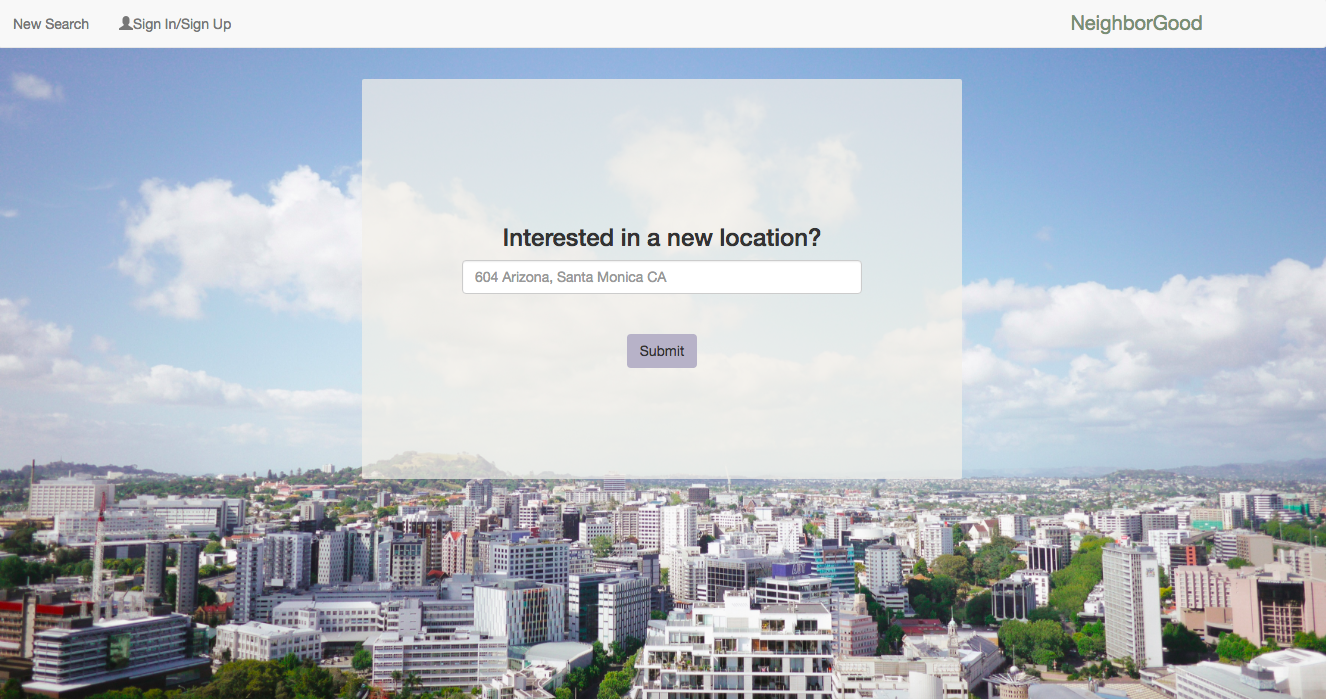 New Search
Sign In/Sign Up
NeighborGood
Interested in a new location?
604 Arizona, Santa Monica CA
Submit